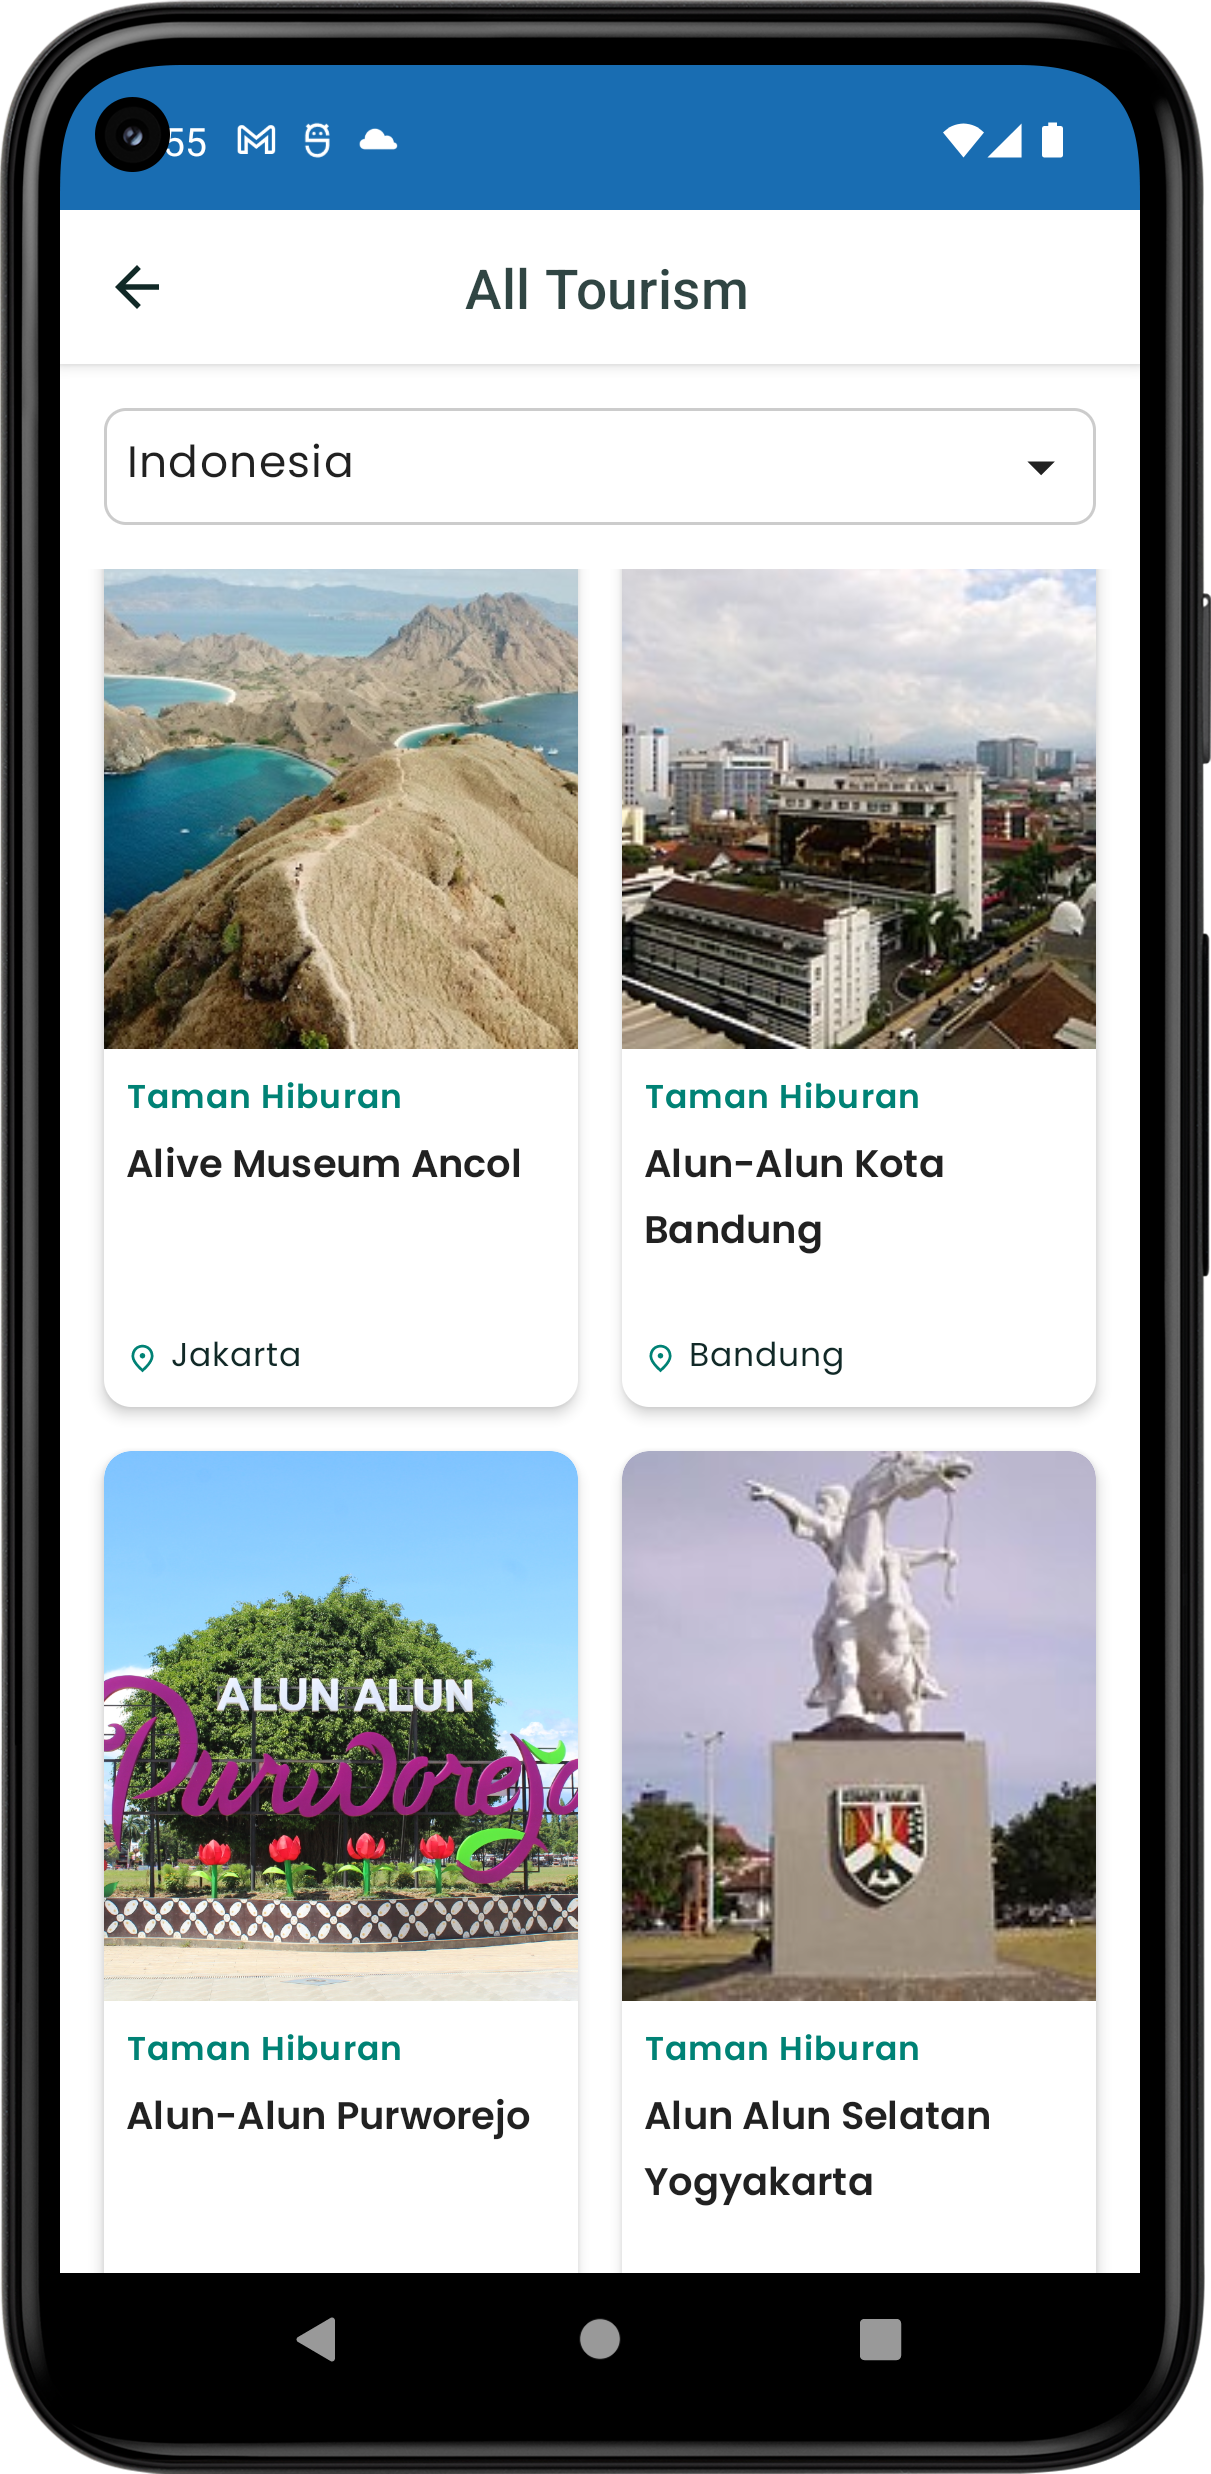 55
All Tourism
Indonesia
Taman Hiburan
Alive Museum Ancol
Jakarta
Taman Hiburan
Alun-Alun Kota
Bandung
Bandung
ALUN ALUN
Purworejo
Taman Hiburan
Alun-Alun Purworejo
Taman Hiburan
Alun Alun Selatan
Yogyakarta